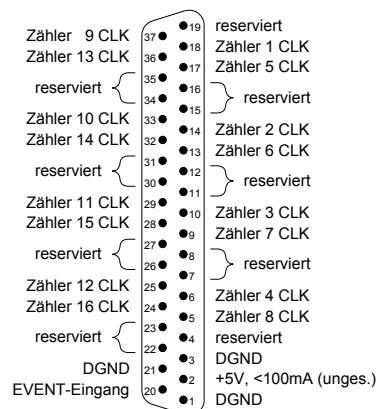 19 reserviert
Zähler 9 CLK 37
18 Zähler 1 CLK
Zähler 13 CLK 36
17 Zähler 5 CLK
reserviert 35
16 reserviert
34
15
Zähler 10 CLK 33
14 Zähler 2 CLK
Zähler 14 CLK 32
13 Zähler 6 CLK
reserviert 31
12 reserviert
30
11
Zähler 11 CLK 29
10 Zähler 3 CLK
Zähler 15 CLK 28
9 Zähler 7 CLK
reserviert 27
8 reserviert
26
7
Zähler 12 CLK 25
6 Zähler 4 CLK
Zähler 16 CLK 24
5 Zähler 8 CLK
reserviert 23
4 reserviert
22
3 DGND
DGND 21
2 +5V, <100mA (unges.)
EVENT-Eingang 20
1 DGND